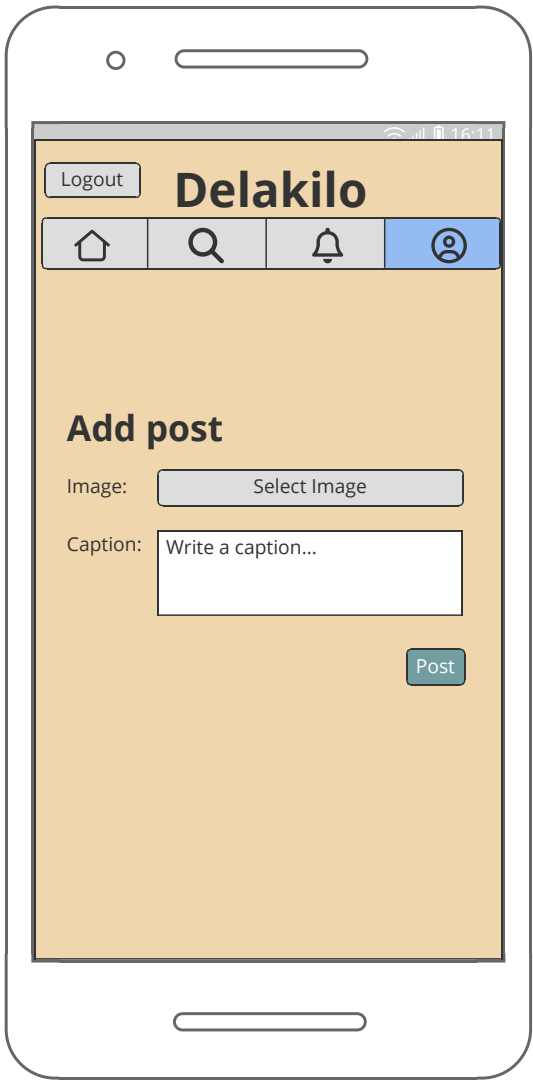 16:11
Logout
Delakilo
Add post
Image:
Select Image
Caption:
Write a caption...
Post